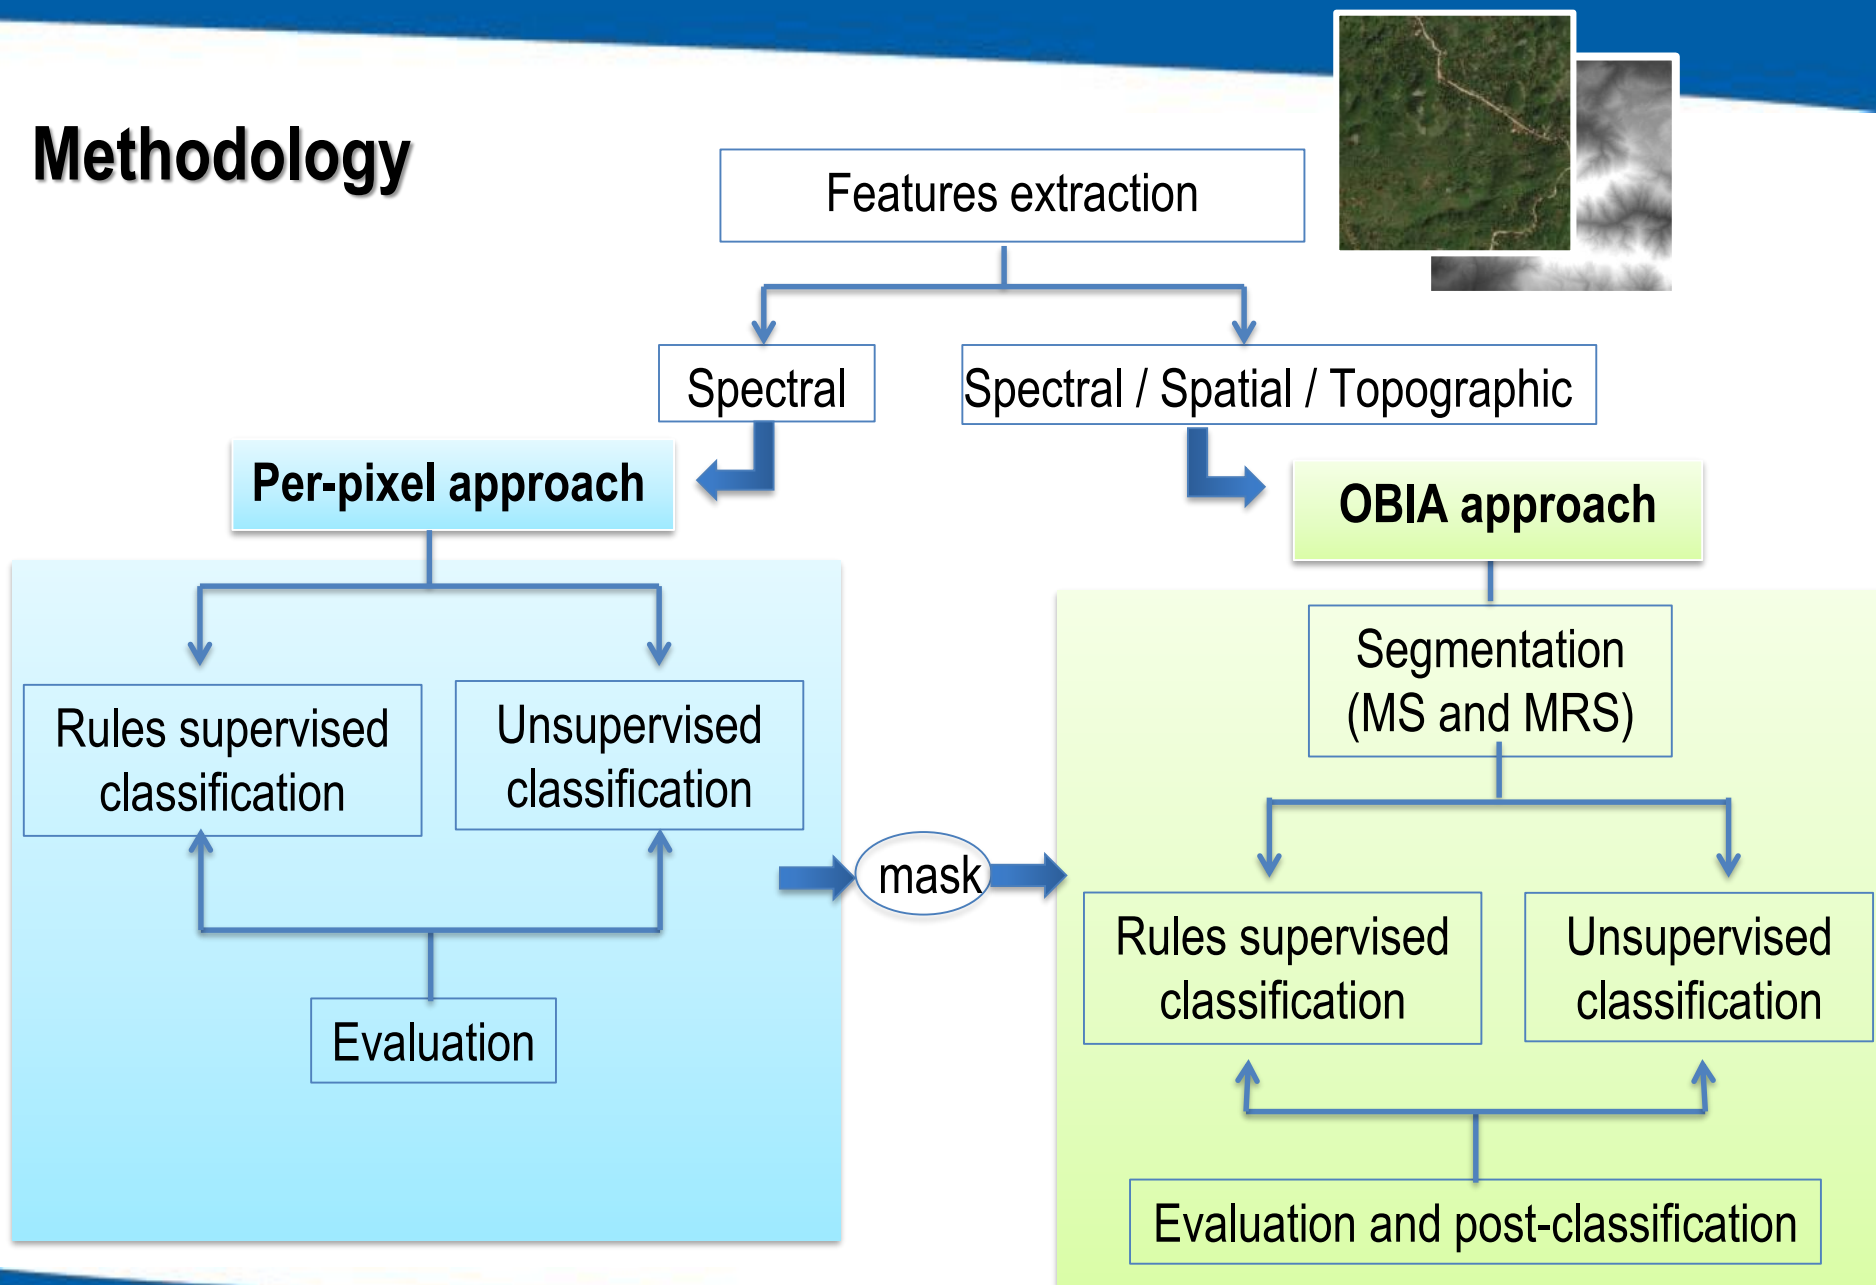 Methodology
Features extraction
Spectral
Spectral / Spatial / Topographic
Per-pixel approach
OBIA approach
Rules supervised
classification
Unsupervised
classification
Evaluation
mask
Segmentation
(MS and MRS)
Rules supervised
classification
Unsupervised
classification
Evaluation and post-classification